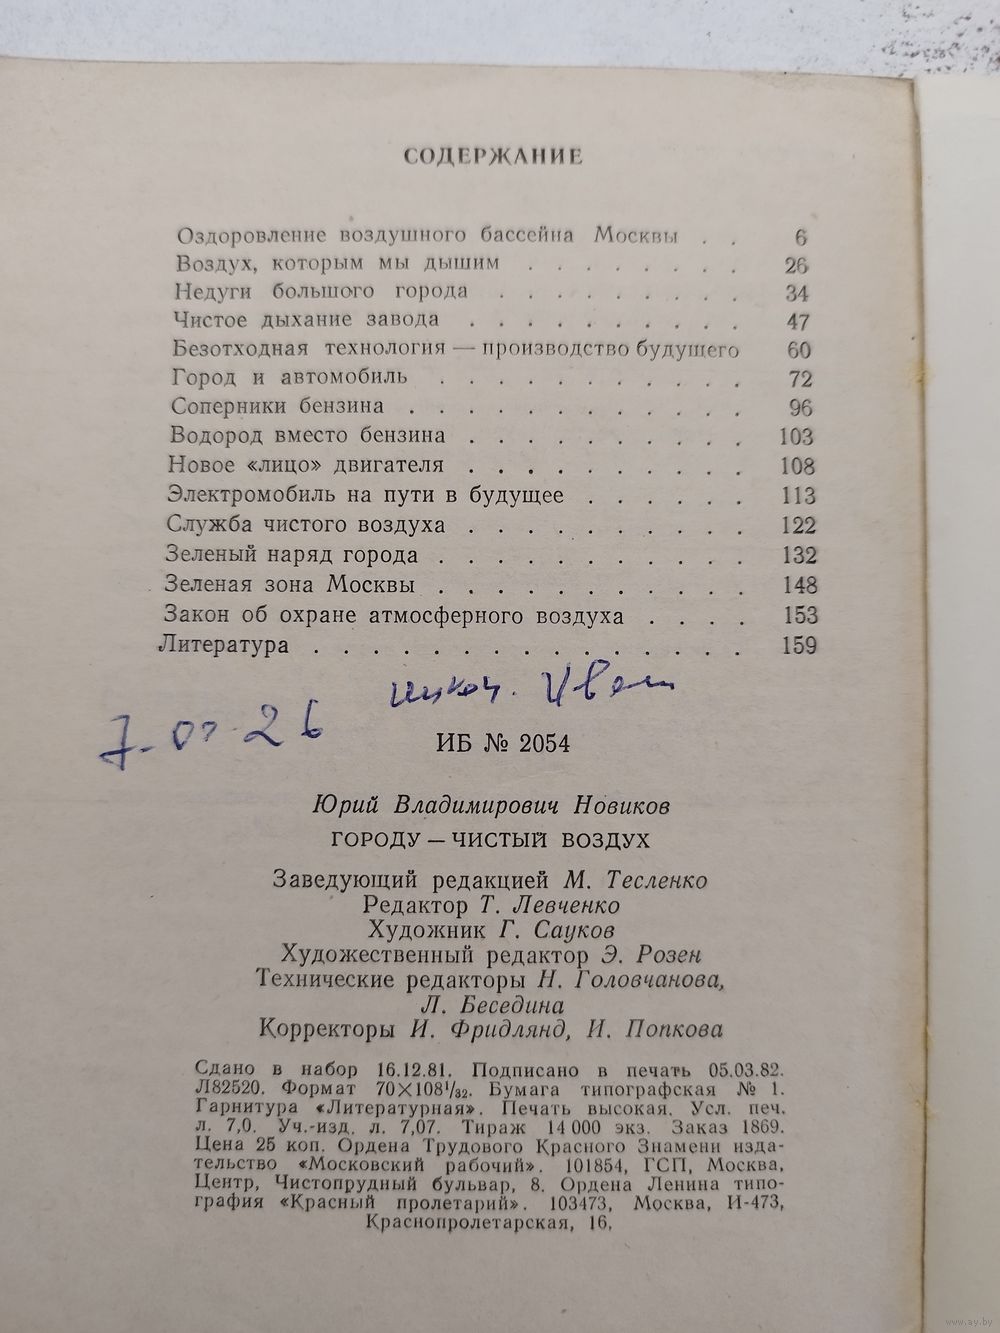 СОДЕРЖАНИЕ
Оздоровление воздушного бассейна Москвы . . 6
Воздух, которым мы дышим . . . . . . . . 26
Недуги большого города . . . . . . . . . 34
Чистое дыхание завода . . . . . . . . . . 47
Безотходная технология — производство будущего 60
Город и автомобиль . . . . . . . . . . . 72
Соперники бензина . . . . . . . . . . . . 96
Водород вместо бензина . . . . . . . . . . 103
Новое «лицо» двигателя . . . . . . . . . . 108
Электромобиль на пути в будущее . . . . . . 113
Служба чистого воздуха . . . . . . . . . . 122
Зеленый наряд города . . . . . . . . . . . 132
Зеленая зона Москвы . . . . . . . . . . . 148
Закон об охране атмосферного воздуха . . . . 153
Литература . . . . . . . . . . . . . . . 159
ИБ № 2054
Юрий Владимирович Новиков
ГОРОДУ — ЧИСТЫЙ ВОЗДУХ
Заведующий редакцией М. Тесленко
Редактор Т. Левченко
Художник Г. Сауков
Художественный редактор Э. Розен
Технические редакторы Н. Головчанова,
Л. Беседина
Корректоры И. Фридлянд, И. Попкова
Сдано в набор 16.12.81. Подписано в печать 05.03.82.
Л82520. Формат 70×108¹/₃₂. Бумага типографская № 1.
Гарнитура «Литературная». Печать высокая. Усл. печ.
л. 7,0. Уч.-изд. л. 7,07. Тираж 14 000 экз. Заказ 1869.
Цена 25 коп. Ордена Трудового Красного Знамени изда-
тельство «Московский рабочий». 101854, ГСП, Москва,
Центр, Чистопрудный бульвар, 8. Ордена Ленина типо-
графия «Красный пролетарий». 103473, Москва, И-473,
Краснопролетарская, 16.
www.ay.by